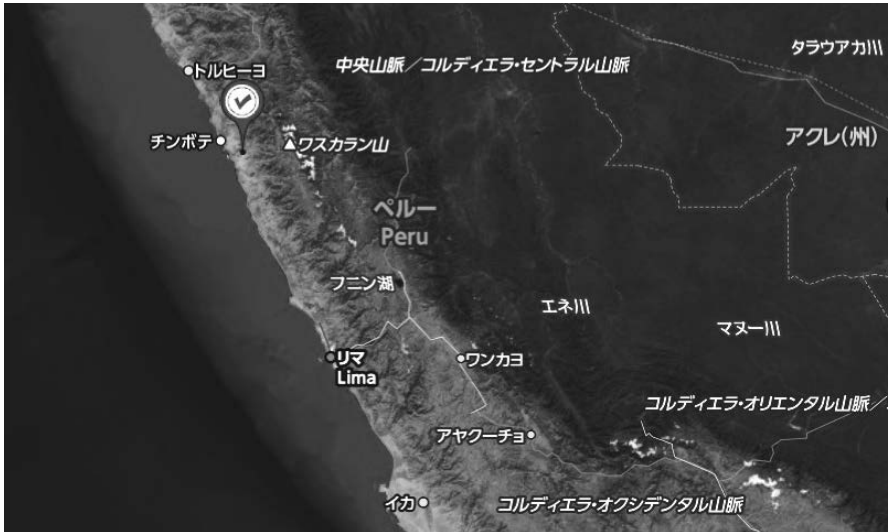 タラウアカ川
中央山脈／コルディエラ・セントラル山脈
トルヒーヨ
アクレ(州)
チンボテ
ワスカラン山
ペルー
Peru
フニン湖
エネ川
マヌー川
リマ
Lima
ワンカヨ
コルディエラ・オリエンタル山脈／
アヤクーチョ
イカ
コルディエラ・オクシデンタル山脈